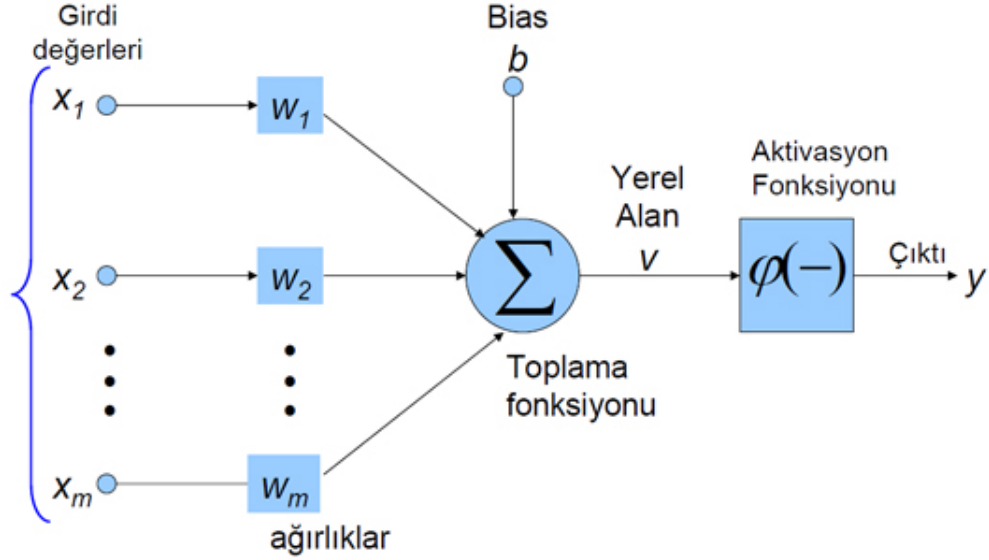 Girdi
değerleri
x1
w1
Bias
b
x2
w2
∑
Yerel
Alan
v
Aktivasyon
Fonksiyonu
φ(−)
Çıktı
y
Toplama
fonksiyonu
xm
wm
ağırlıklar